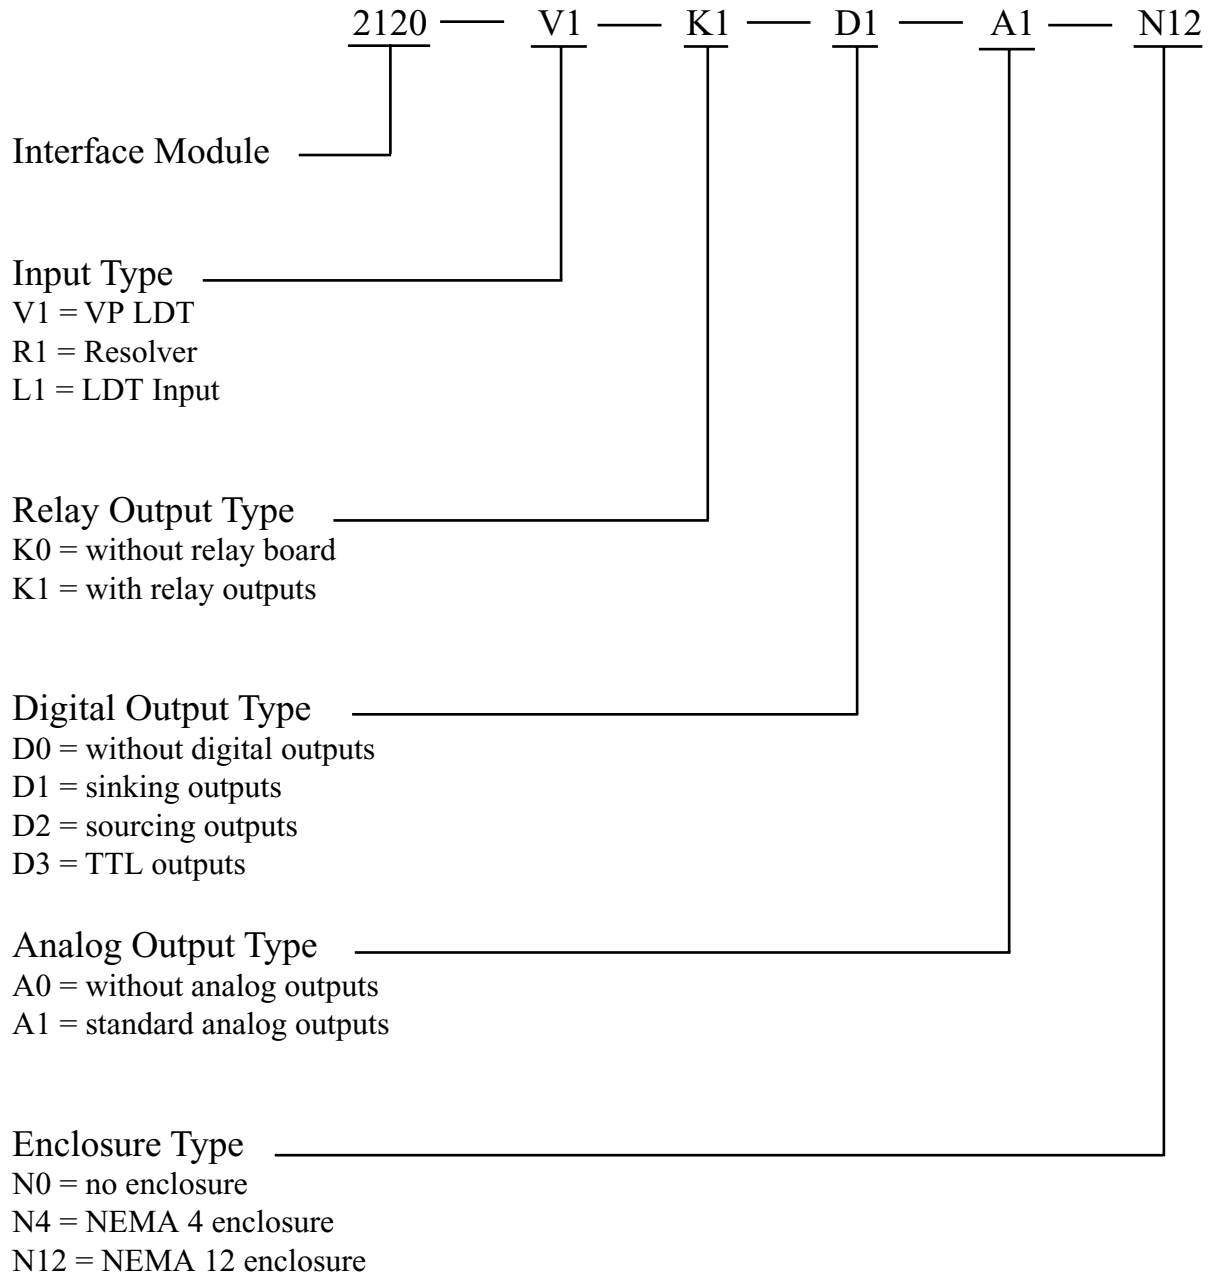 2120 — V1 — K1 — D1 — A1 — N12
Interface Module
Input Type
V1 = VP LDT
R1 = Resolver
L1 = LDT Input
Relay Output Type
K0 = without relay board
K1 = with relay outputs
Digital Output Type
D0 = without digital outputs
D1 = sinking outputs
D2 = sourcing outputs
D3 = TTL outputs
Analog Output Type
A0 = without analog outputs
A1 = standard analog outputs
Enclosure Type
N0 = no enclosure
N4 = NEMA 4 enclosure
N12 = NEMA 12 enclosure